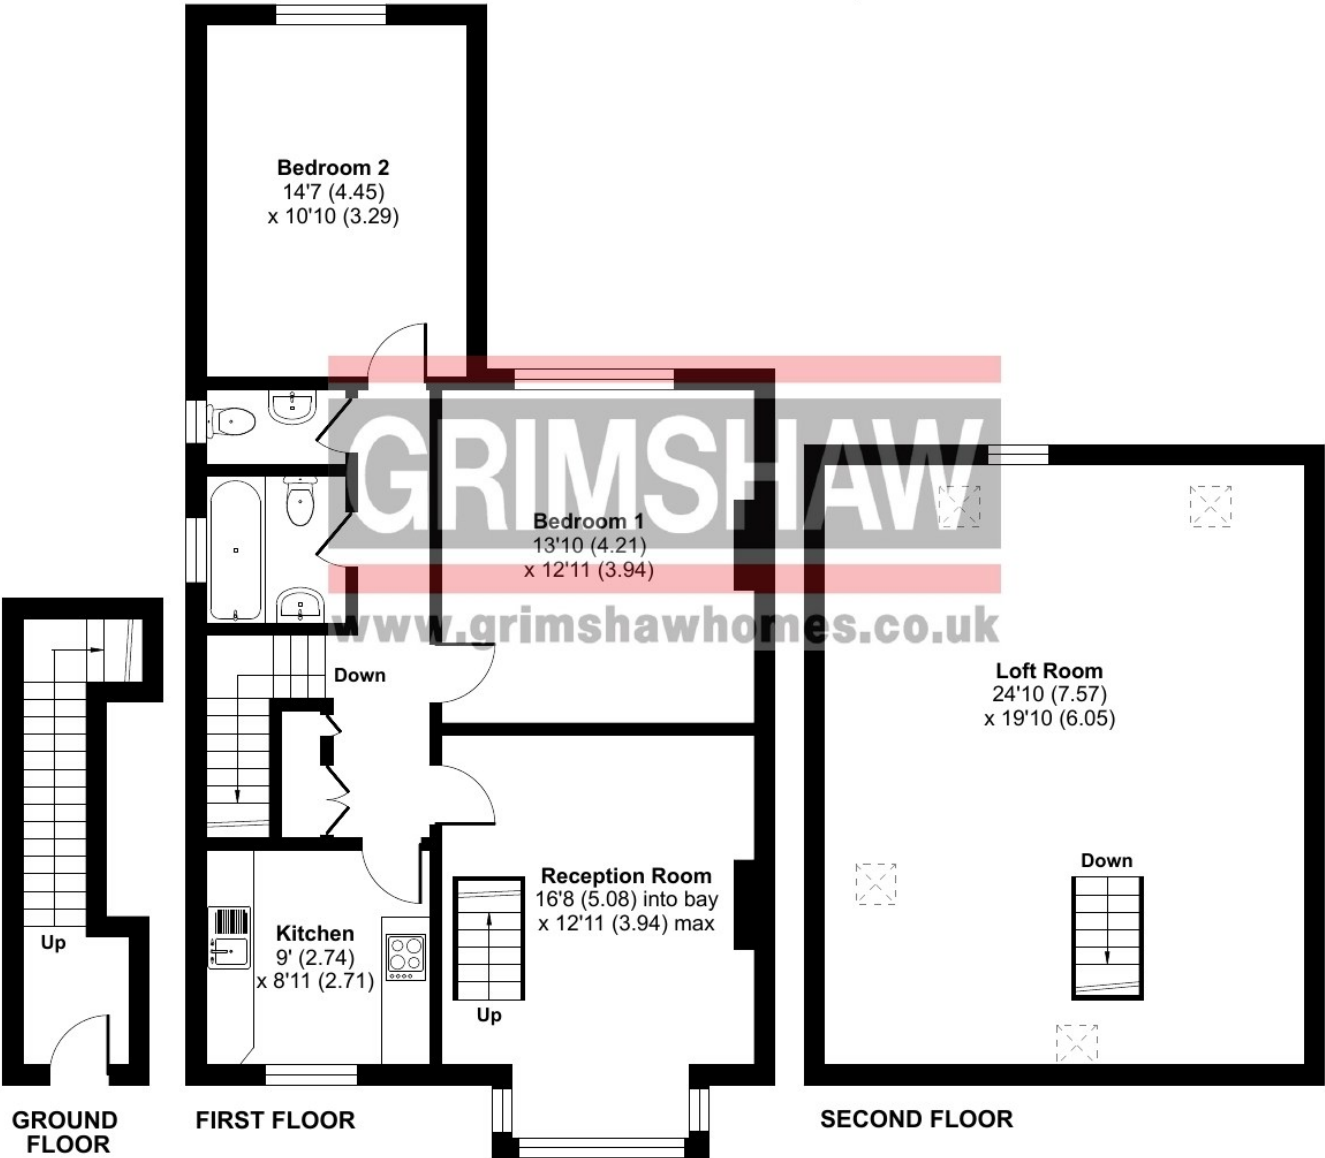 Bedroom 2
14'7 (4.45)
x 10'10 (3.29)
GRIMSHAW
Bedroom 1
13'10 (4.21)
x 12'11 (3.94)
www.grimshawhomes.co.uk
Down
Loft Room
24'10 (7.57)
x 19'10 (6.05)
Down
Reception Room
16'8 (5.08) into bay
x 12'11 (3.94) max
Kitchen
9' (2.74)
x 8'11 (2.71)
Up
Up
GROUND
FLOOR
FIRST FLOOR
SECOND FLOOR